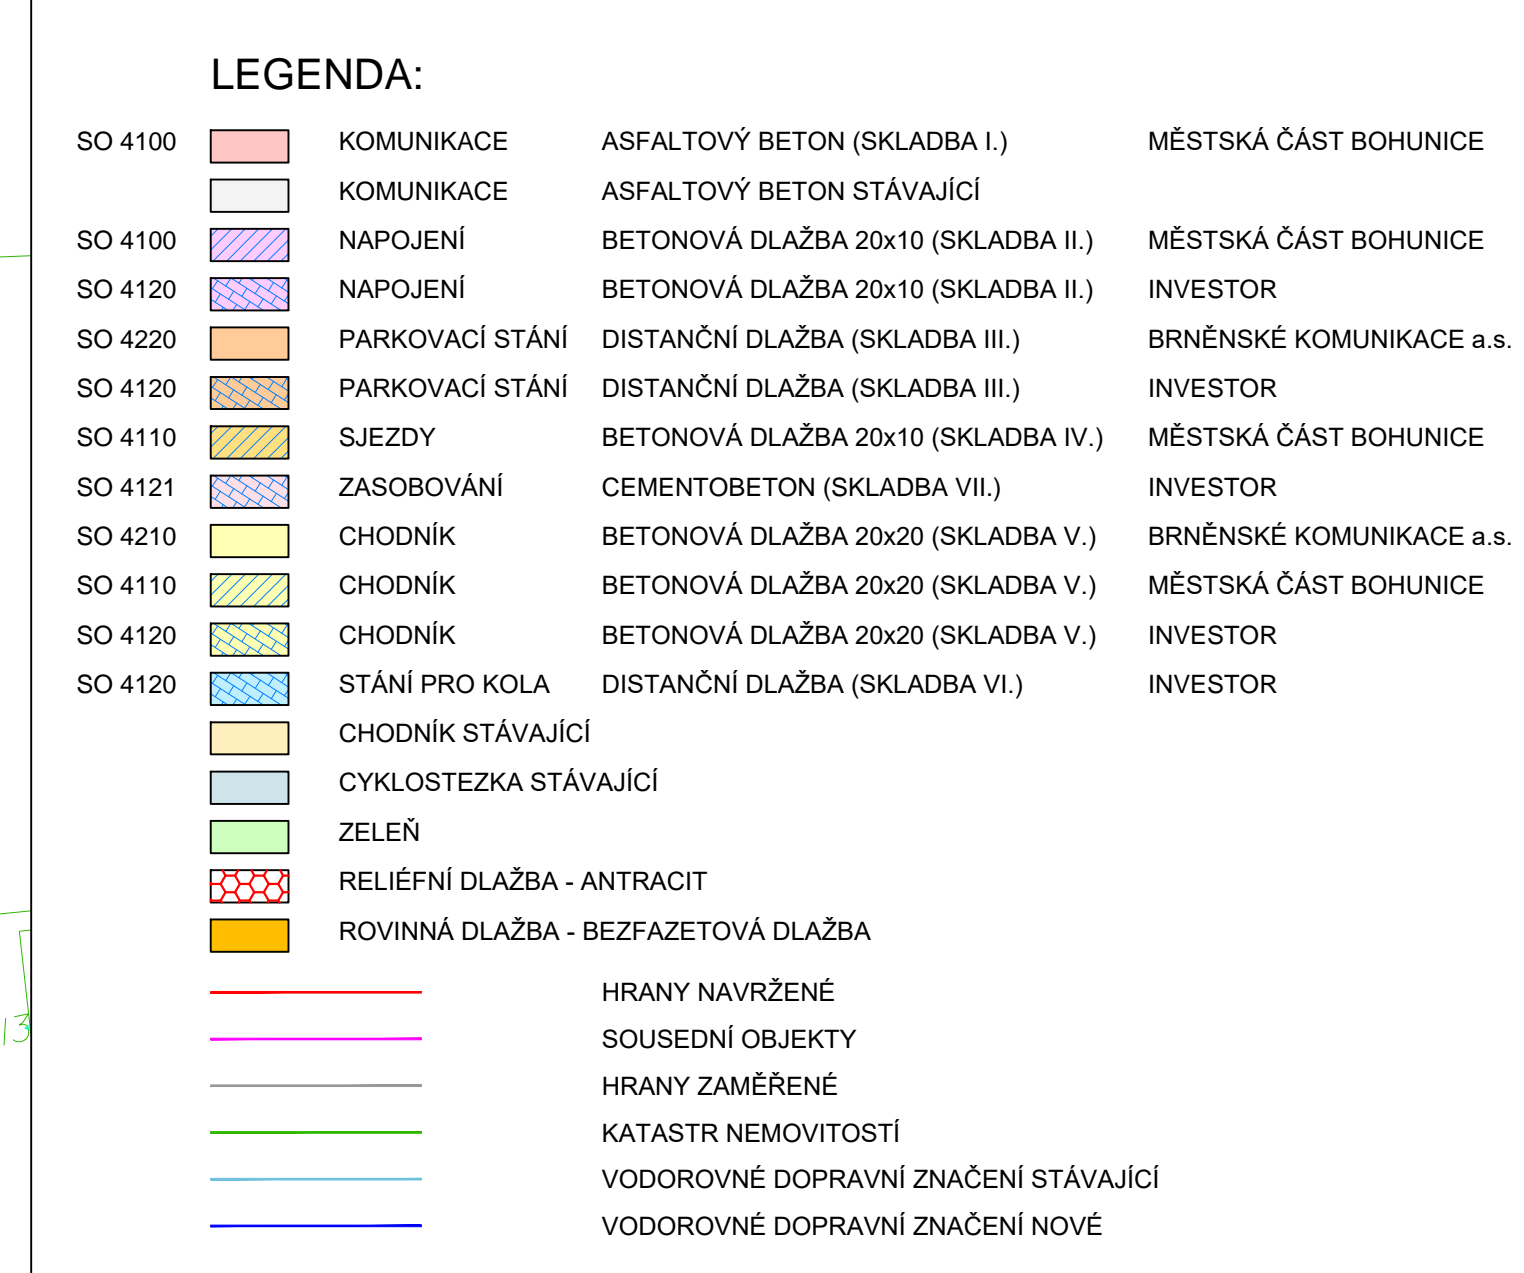 LEGENDA:
SO 4100 KOMUNIKACE ASFALTOVÝ BETON (SKLADBA I.) MĚSTSKÁ ČÁST BOHUNICE
KOMUNIKACE ASFALTOVÝ BETON STÁVAJÍCÍ
SO 4100 NAPOJENÍ BETONOVÁ DLAŽBA 20x10 (SKLADBA II.) MĚSTSKÁ ČÁST BOHUNICE
SO 4120 NAPOJENÍ BETONOVÁ DLAŽBA 20x10 (SKLADBA II.) INVESTOR
SO 4220 PARKOVACÍ STÁNÍ DISTANČNÍ DLAŽBA (SKLADBA III.) BRNĚNSKÉ KOMUNIKACE a.s.
SO 4120 PARKOVACÍ STÁNÍ DISTANČNÍ DLAŽBA (SKLADBA III.) INVESTOR
SO 4110 SJEZDY BETONOVÁ DLAŽBA 20x10 (SKLADBA IV.) MĚSTSKÁ ČÁST BOHUNICE
SO 4121 ZASOBOVÁNÍ CEMENTOBETON (SKLADBA VII.) INVESTOR
SO 4210 CHODNÍK BETONOVÁ DLAŽBA 20x20 (SKLADBA V.) BRNĚNSKÉ KOMUNIKACE a.s.
SO 4110 CHODNÍK BETONOVÁ DLAŽBA 20x20 (SKLADBA V.) MĚSTSKÁ ČÁST BOHUNICE
SO 4120 CHODNÍK BETONOVÁ DLAŽBA 20x20 (SKLADBA V.) INVESTOR
SO 4120 STÁNÍ PRO KOLA DISTANČNÍ DLAŽBA (SKLADBA VI.) INVESTOR
CHODNÍK STÁVAJÍCÍ
CYKLOSTEZKA STÁVAJÍCÍ
ZELEŇ
RELIÉFNÍ DLAŽBA - ANTRACIT
ROVINNÁ DLAŽBA - BEZFAZETOVÁ DLAŽBA
HRANY NAVRŽENÉ
SOUSEDNÍ OBJEKTY
HRANY ZAMĚŘENÉ
KATASTR NEMOVITOSTÍ
VODOROVNÉ DOPRAVNÍ ZNAČENÍ STÁVAJÍCÍ
VODOROVNÉ DOPRAVNÍ ZNAČENÍ NOVÉ